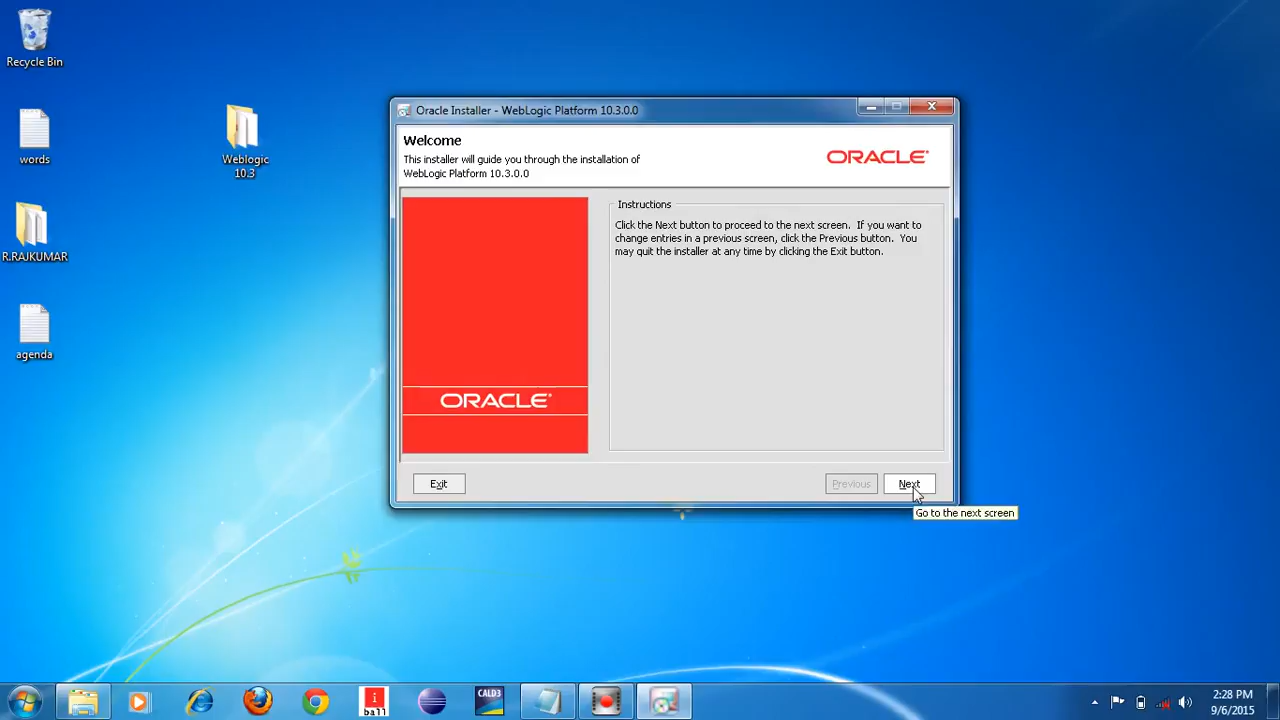 Recycle Bin
words
R.RAJKUMAR
agenda
Weblogic
10.3
Oracle Installer - WebLogic Platform 10.3.0.0
Welcome
This installer will guide you through the installation of
WebLogic Platform 10.3.0.0
ORACLE®
Instructions
Click the Next button to proceed to the next screen. If you want to
change entries in a previous screen, click the Previous button. You
may quit the installer at any time by clicking the Exit button.
ORACLE®
Exit
Previous
Next
Go to the next screen
i
ball
CALD3
2:28 PM
9/6/2015